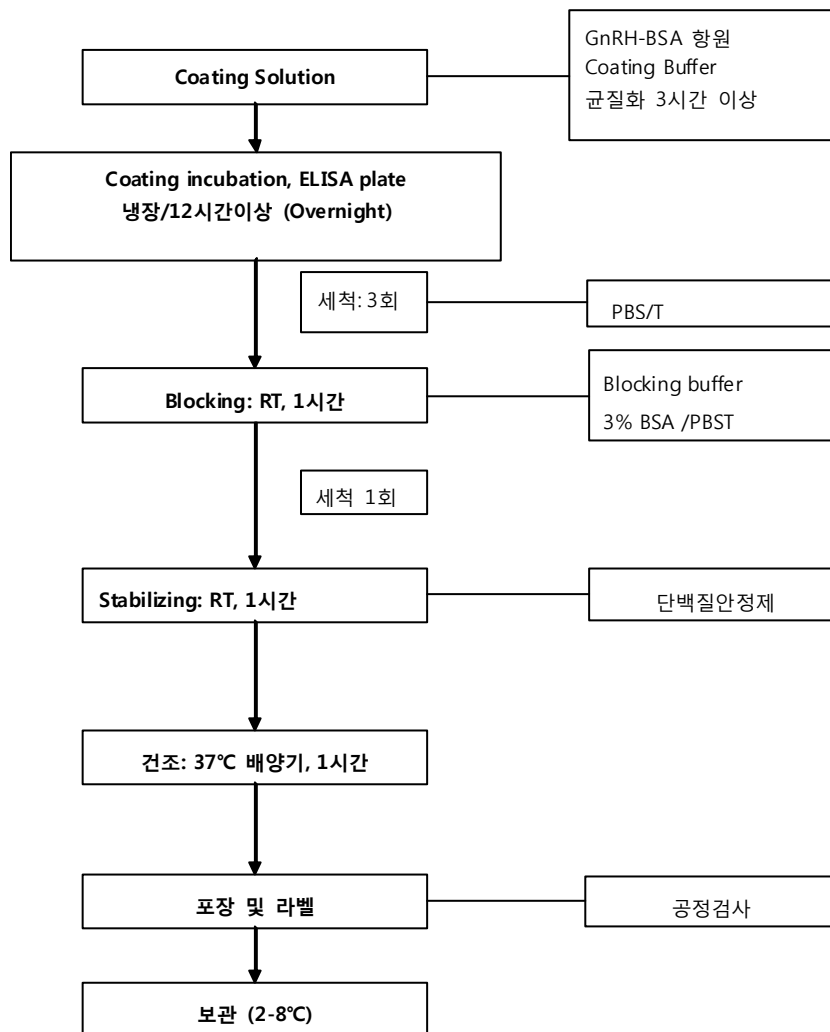 GnRH-BSA 항원
Coating Buffer
균질화 3시간 이상
Coating Solution
Coating incubation, ELISA plate
냉장/12시간이상 (Overnight)
세척: 3회
PBS/T
Blocking: RT, 1시간
Blocking buffer
3% BSA /PBST
세척 1회
Stabilizing: RT, 1시간
단백질안정제
건조: 37℃ 배양기, 1시간
포장 및 라벨
공정검사
보관 (2-8℃)